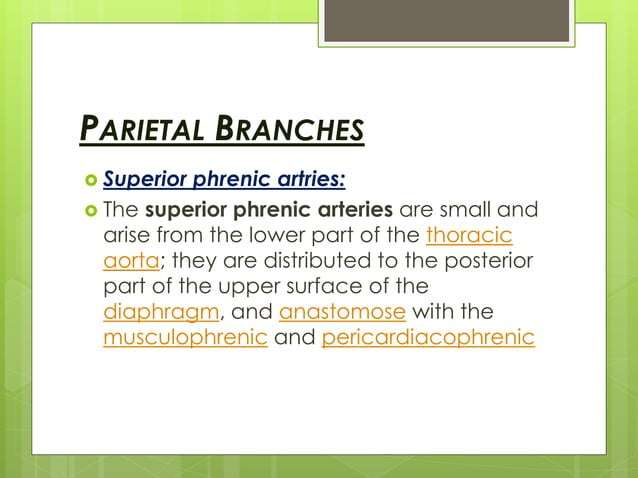 PARIETAL BRANCHES
Superior phrenic artries:
The superior phrenic arteries are small and
arise from the lower part of the thoracic
aorta; they are distributed to the posterior
part of the upper surface of the
diaphragm, and anastomose with the
musculophrenic and pericardiacophrenic